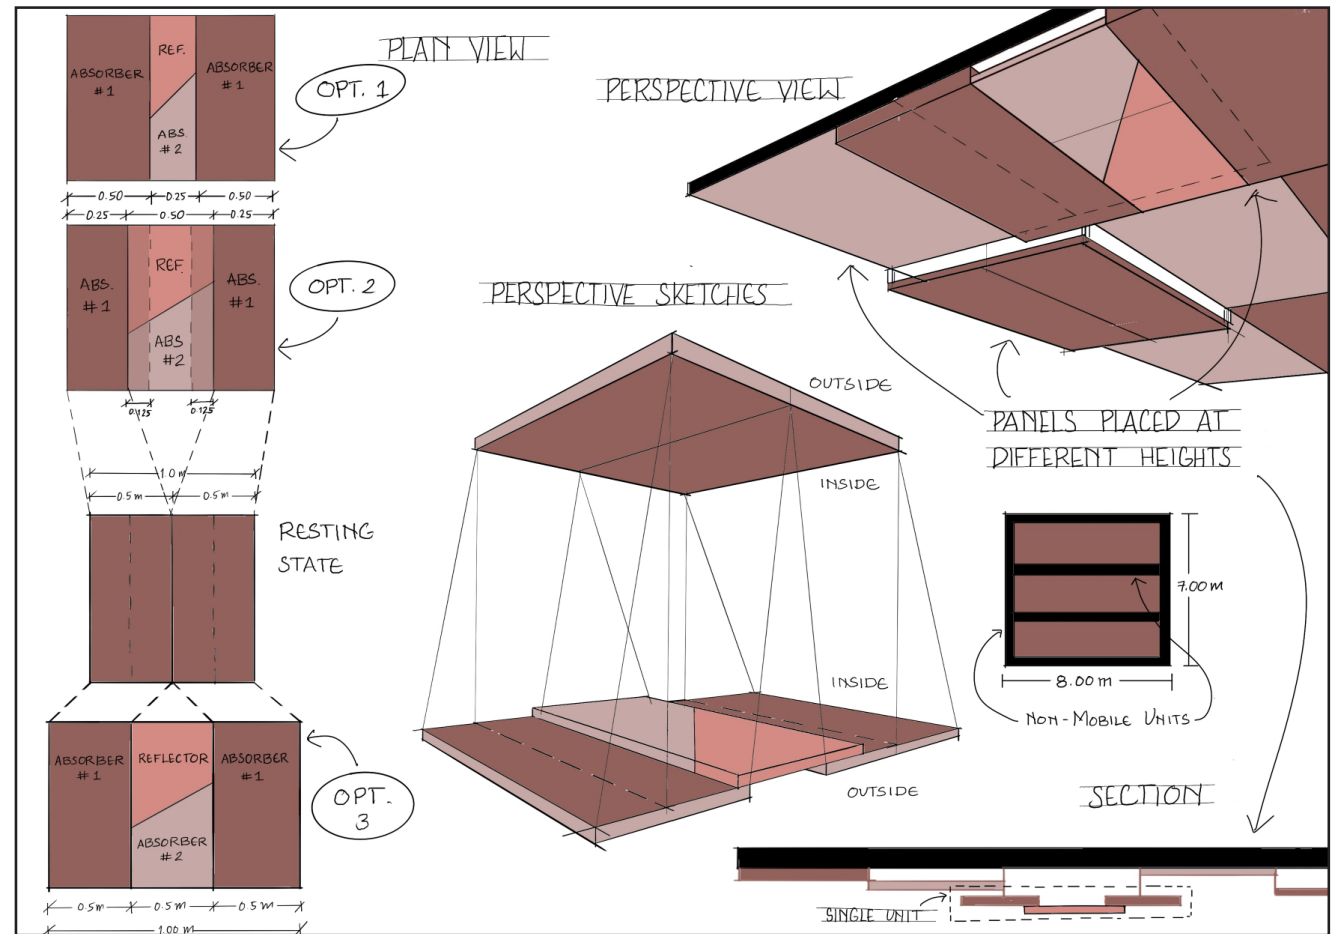 PLAN VIEW
REF.
ABSORBER
#1
ABSORBER
#1
ABS.
#2
OPT. 1
0.50
0.25
0.50
0.25
0.50
0.25
REF.
ABS.
#1
ABS.
#1
ABS
#2
OPT. 2
0.125
0.125
1.0 m
0.5 m
0.5 m
RESTING
STATE
ABSORBER
#1
REFLECTOR
ABSORBER
#1
ABSORBER
#2
OPT.
3
0.5m
0.5m
0.5m
1.00 m
PERSPECTIVE VIEW
PERSPECTIVE SKETCHES
OUTSIDE
INSIDE
INSIDE
OUTSIDE
PANELS PLACED AT
DIFFERENT HEIGHTS
7.00 m
8.00 m
NON-MOBILE UNITS
SECTION
SINGLE UNIT